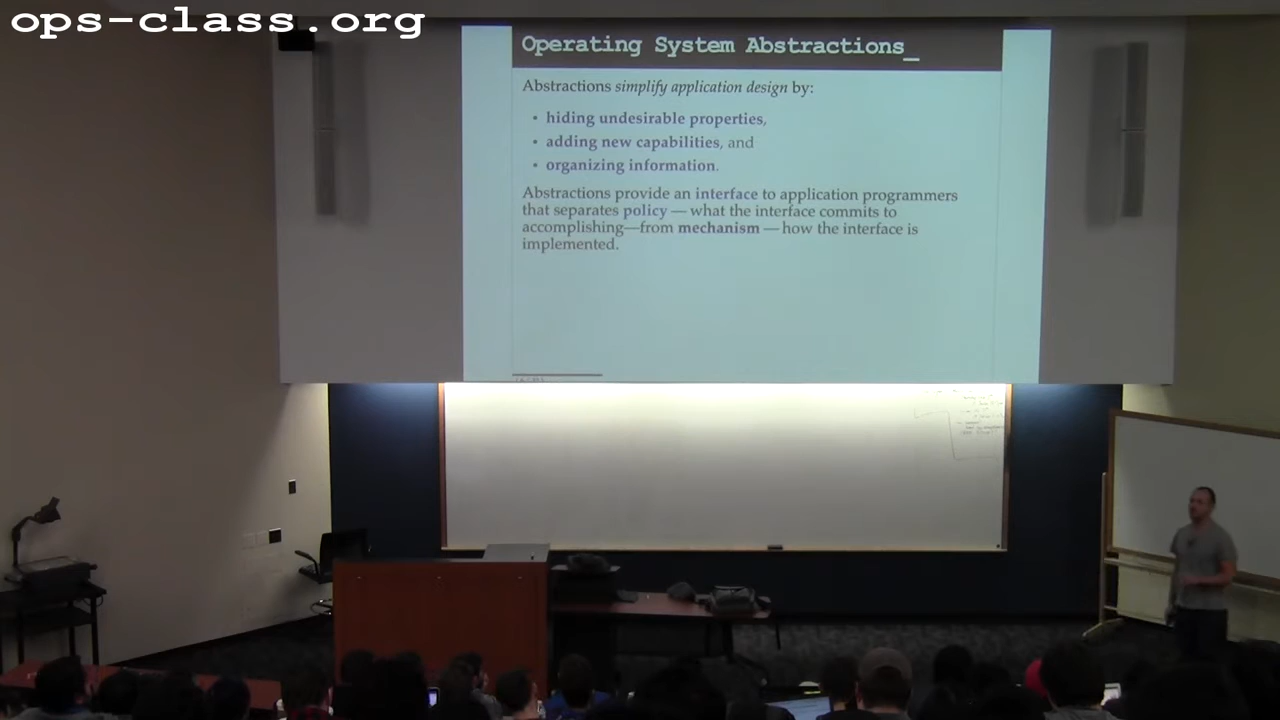 ops-class.org
Operating System Abstractions_
Abstractions simplify application design by:
• hiding undesirable properties,
• adding new capabilities, and
• organizing information.
Abstractions provide an interface to application programmers
that separates policy — what the interface commits to
accomplishing—from mechanism — how the interface is
implemented.